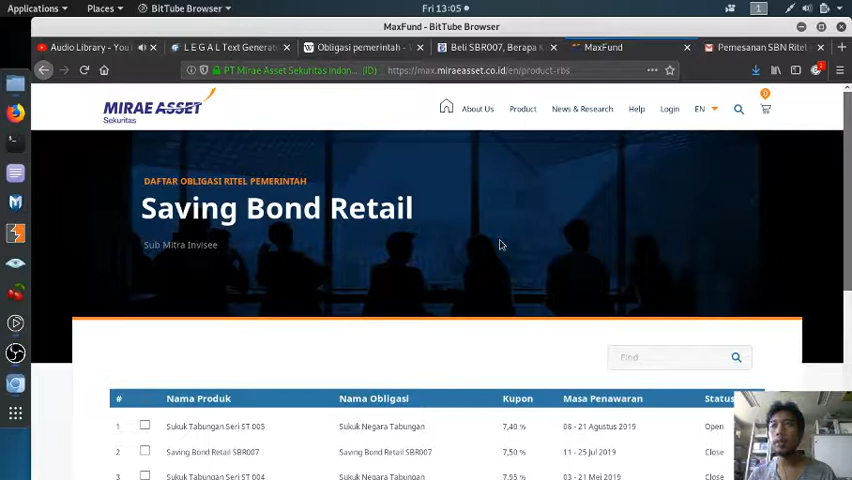 Applications Places BitTube Browser Fri 13:05 1
MaxFund - BitTube Browser
Audio Library - You L E G A L Text Generat Obligasi pemerintah - Beli SBR007, Berapa K MaxFund Pemesanan SBN Ritel
PT Mirae Asset Sekuritas Indon... (ID) https://max.miraeasset.co.id/en/product-rbs
MIRAE ASSET
Sekuritas
About Us Product News & Research Help Login EN 0
DAFTAR OBLIGASI RITEL PEMERINTAH
Saving Bond Retail
Sub Mitra Invisee
Find
# Nama Produk Nama Obligasi Kupon Masa Penawaran Status
1 Sukuk Tabungan Seri ST 005 Sukuk Negara Tabungan 7,40 % 08 - 21 Agustus 2019 Open
2 Saving Bond Retail SBR007 Saving Bond Retail SBR007 7,50 % 11 - 25 Jul 2019 Close
3 Sukuk Tabungan Seri ST 004 Sukuk Negara Tabungan 7,95 % 03 - 21 Mei 2019 Close